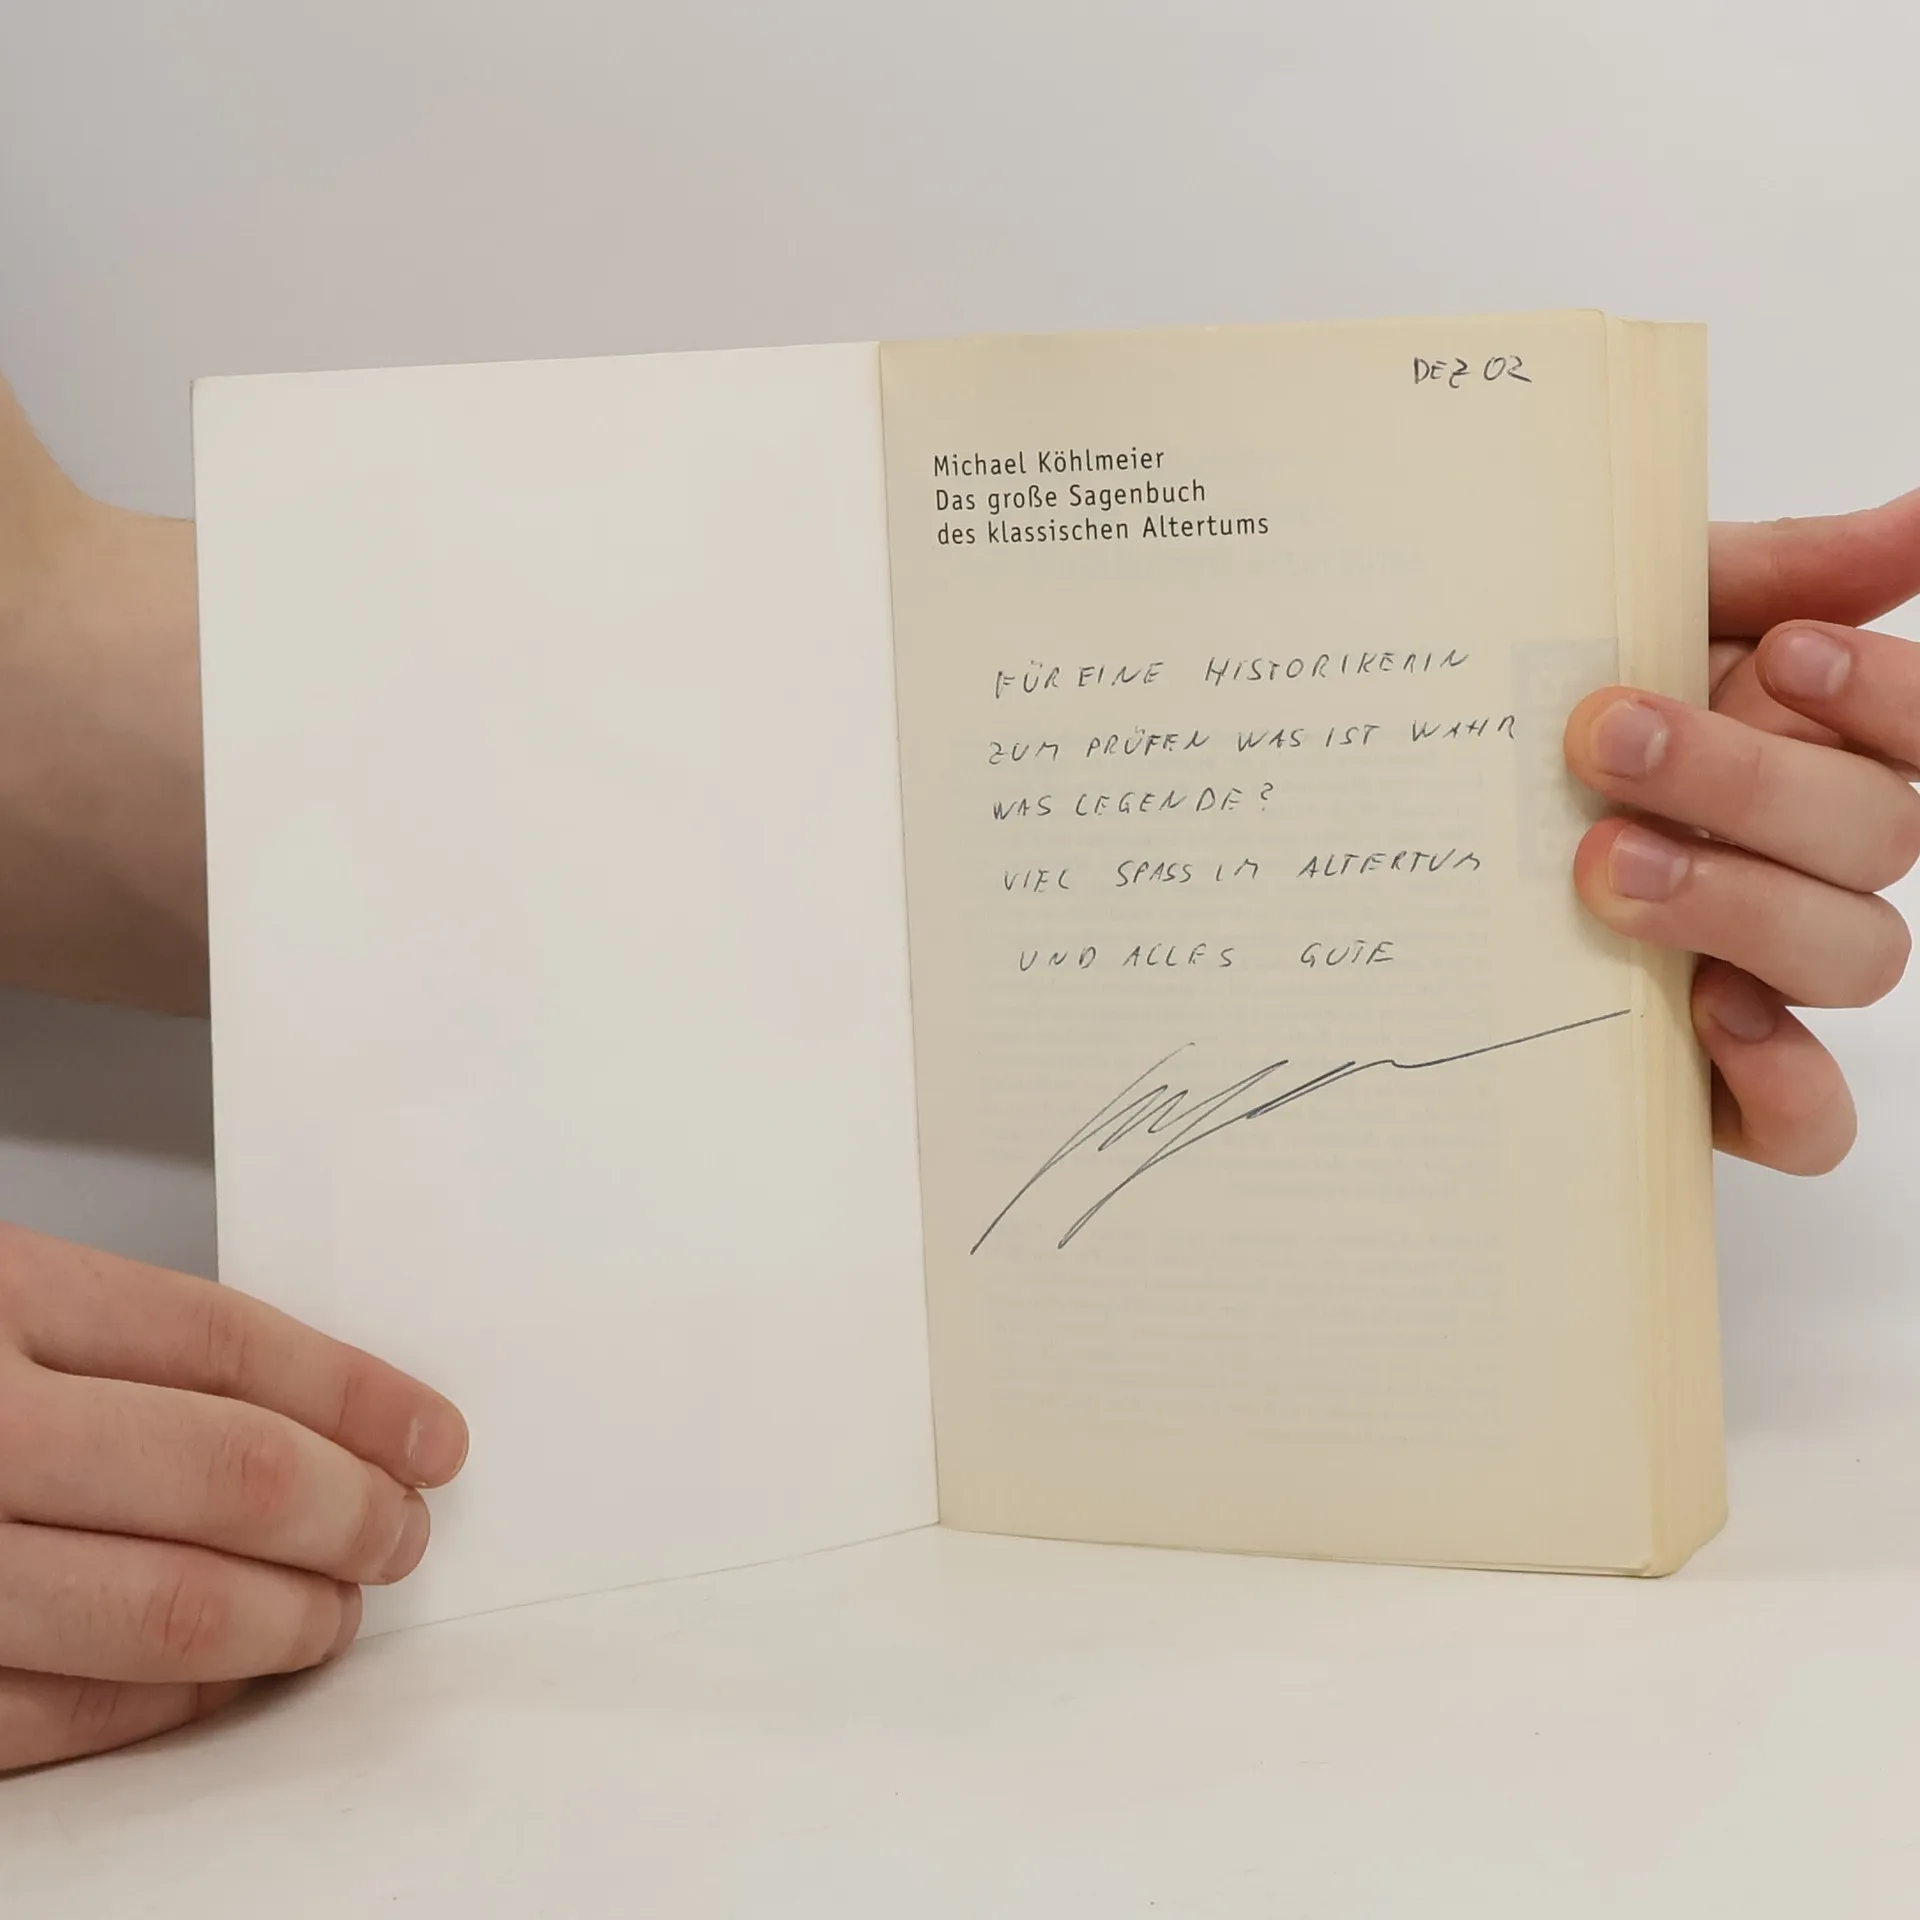 DEZ 02
Michael Köhlmeier
Das große Sagenbuch
des klassischen Altertums
FÜR EINE HISTORIKERIN
ZUM PRÜFEN WAS IST WAHR
WAS LEGENDE?
VIEL SPASS IM ALTERTUM
UND ALLES GUTE